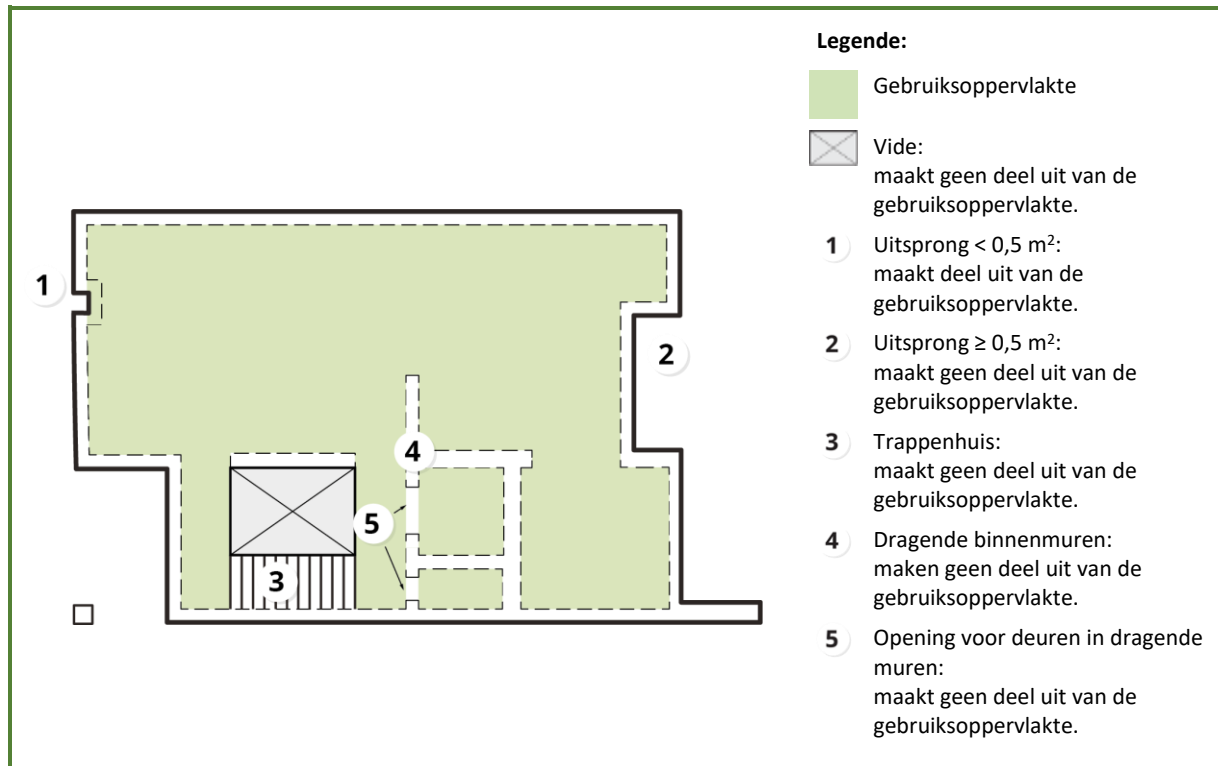 Legende:
Gebruiksoppervlakte
Vide:
maakt geen deel uit van de
gebruiksoppervlakte.
1 Uitsprong < 0,5 m²:
maakt deel uit van de
gebruiksoppervlakte.
2 Uitsprong ≥ 0,5 m²:
maakt geen deel uit van de
gebruiksoppervlakte.
3 Trappenhuis:
maakt geen deel uit van de
gebruiksoppervlakte.
4 Dragende binnenmuren:
maken geen deel uit van de
gebruiksoppervlakte.
5 Opening voor deuren in dragende
muren:
maakt geen deel uit van de
gebruiksoppervlakte.
1
2
4
5
3